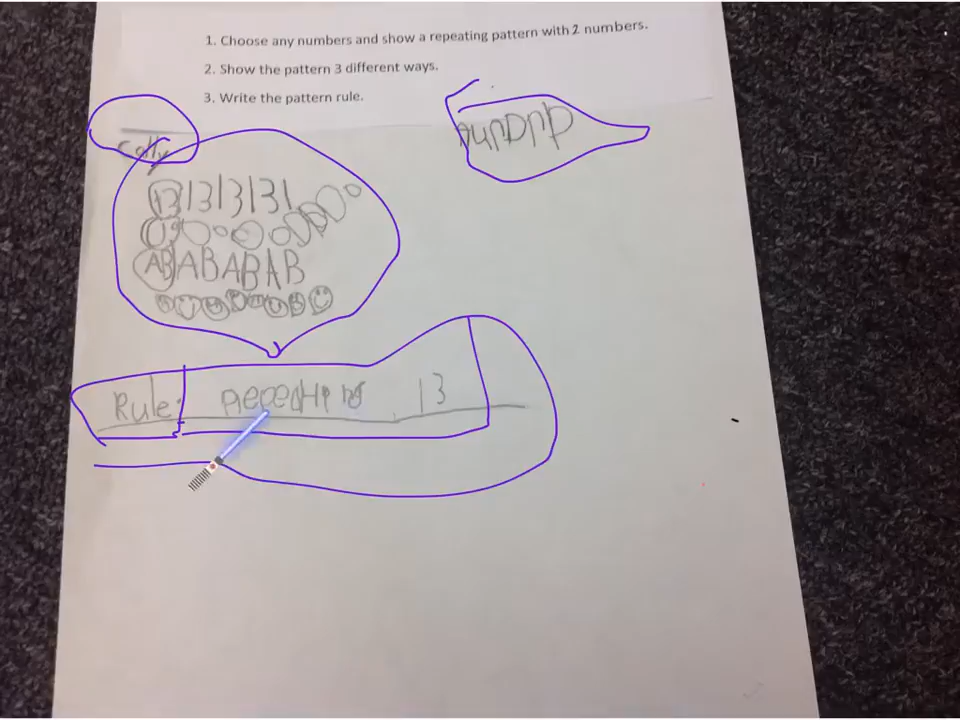 1. Choose any numbers and show a repeating pattern with 2 numbers.
2. Show the pattern 3 different ways.
3. Write the pattern rule.
1313131
ABABABAB
Rule: 13